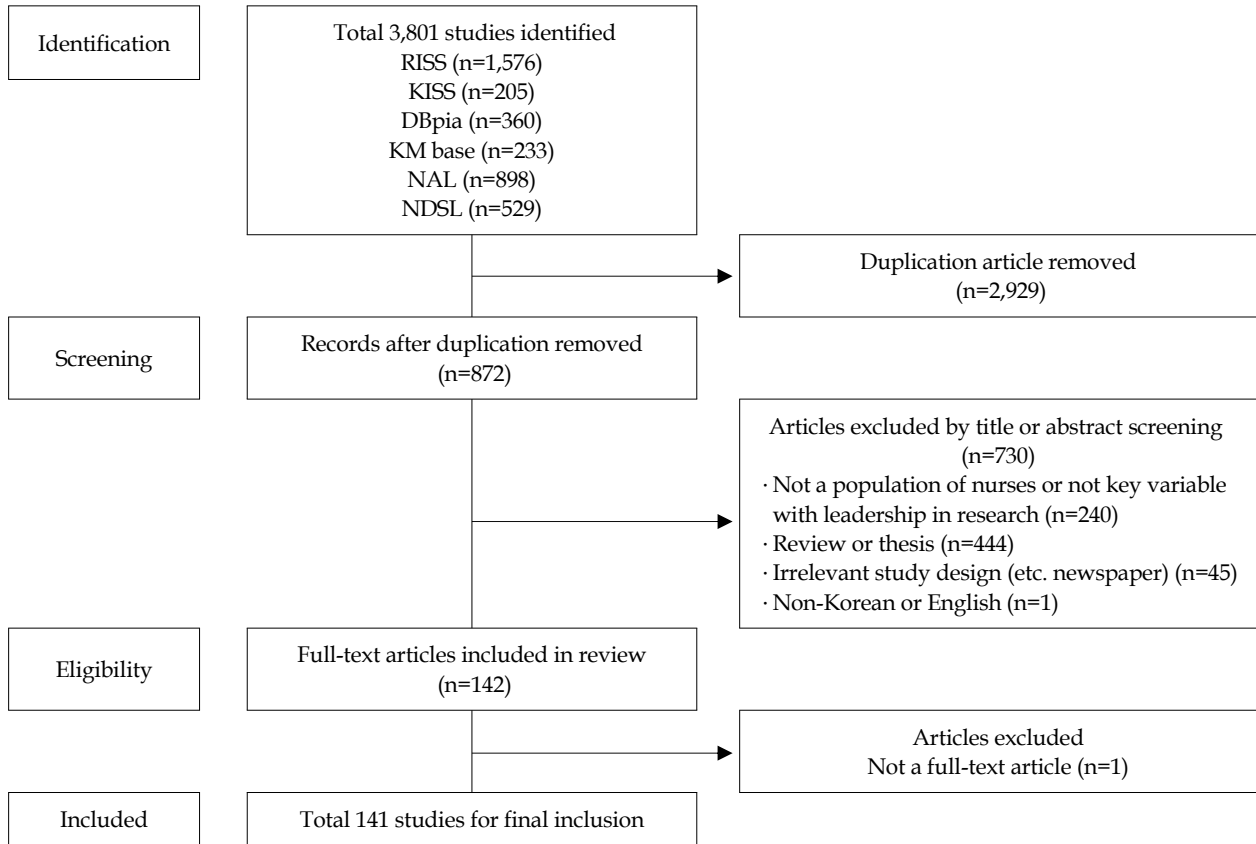 Identification
Total 3,801 studies identified
RISS (n=1,576)
KISS (n=205)
DBpia (n=360)
KM base (n=233)
NAL (n=898)
NDSL (n=529)
Duplication article removed
(n=2,929)
Screening
Records after duplication removed
(n=872)
Articles excluded by title or abstract screening
(n=730)
· Not a population of nurses or not key variable
with leadership in research (n=240)
· Review or thesis (n=444)
· Irrelevant study design (etc. newspaper) (n=45)
· Non-Korean or English (n=1)
Eligibility
Full-text articles included in review
(n=142)
Articles excluded
Not a full-text article (n=1)
Included
Total 141 studies for final inclusion